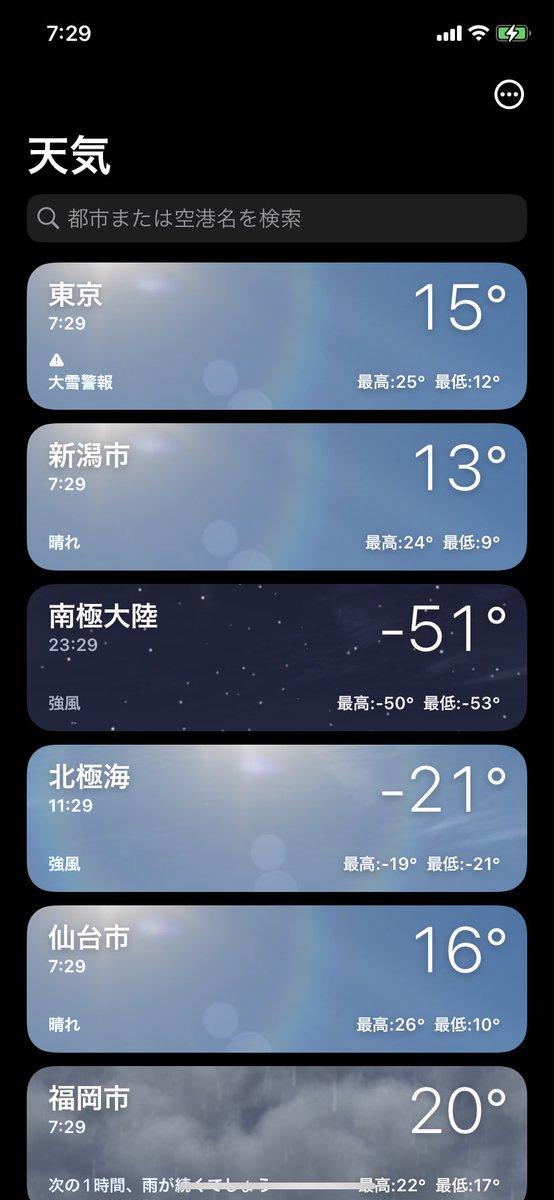 7:29
天気
都市または空港名を検索
東京
15°
7:29
大雪警報
最高:25° 最低:12°
新潟市
13°
7:29
晴れ
最高:24° 最低:9°
南極大陸
-51°
23:29
強風
最高:-50° 最低:-53°
北極海
-21°
11:29
強風
最高:-19° 最低:-21°
仙台市
16°
7:29
晴れ
最高:26° 最低:10°
福岡市
20°
7:29
次の1時間、雨が続くでしょう
最高:22° 最低:17°